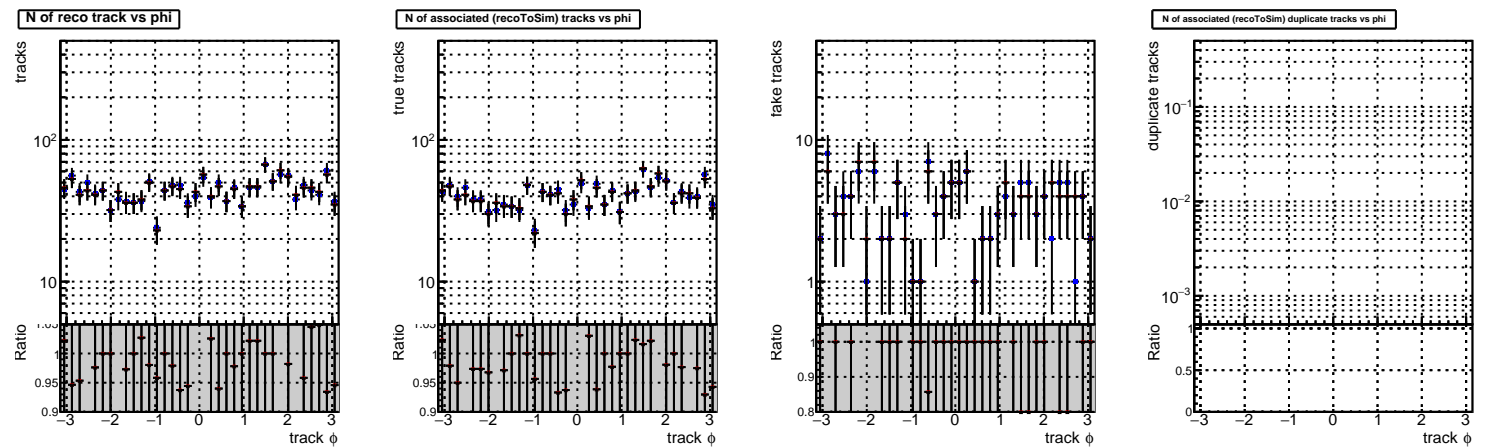 N of reco track vs phi
tracks
10²
10
Ratio
1.05
1
0.95
0.9
−3 −2 −1 0 1 2 3
track ϕ
N of associated (recoToSim) tracks vs phi
true tracks
10²
10
Ratio
1.05
1
0.95
0.9
−3 −2 −1 0 1 2 3
track ϕ
fake tracks
10
1
Ratio
1
0.9
0.8
−3 −2 −1 0 1 2 3
track ϕ
N of associated (recoToSim) duplicate tracks vs phi
duplicate tracks
10⁻¹
10⁻²
10⁻³
Ratio
1
0.5
0
−3 −2 −1 0 1 2 3
track ϕ